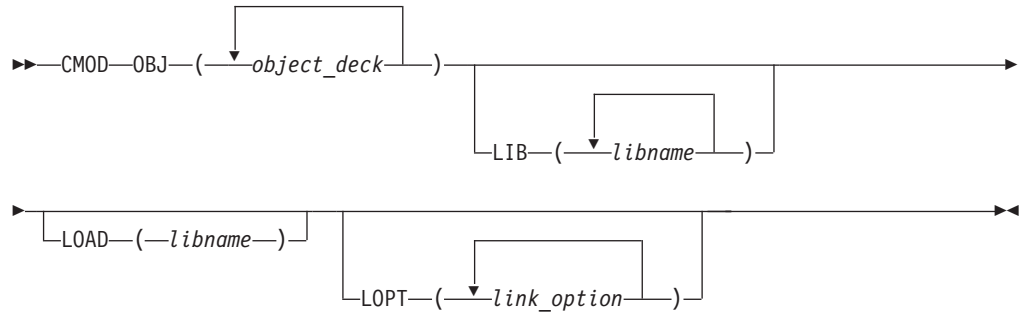 CMOD OBJ ( object_deck )
LIB ( libname )
LOAD ( libname )
LOPT ( link_option )